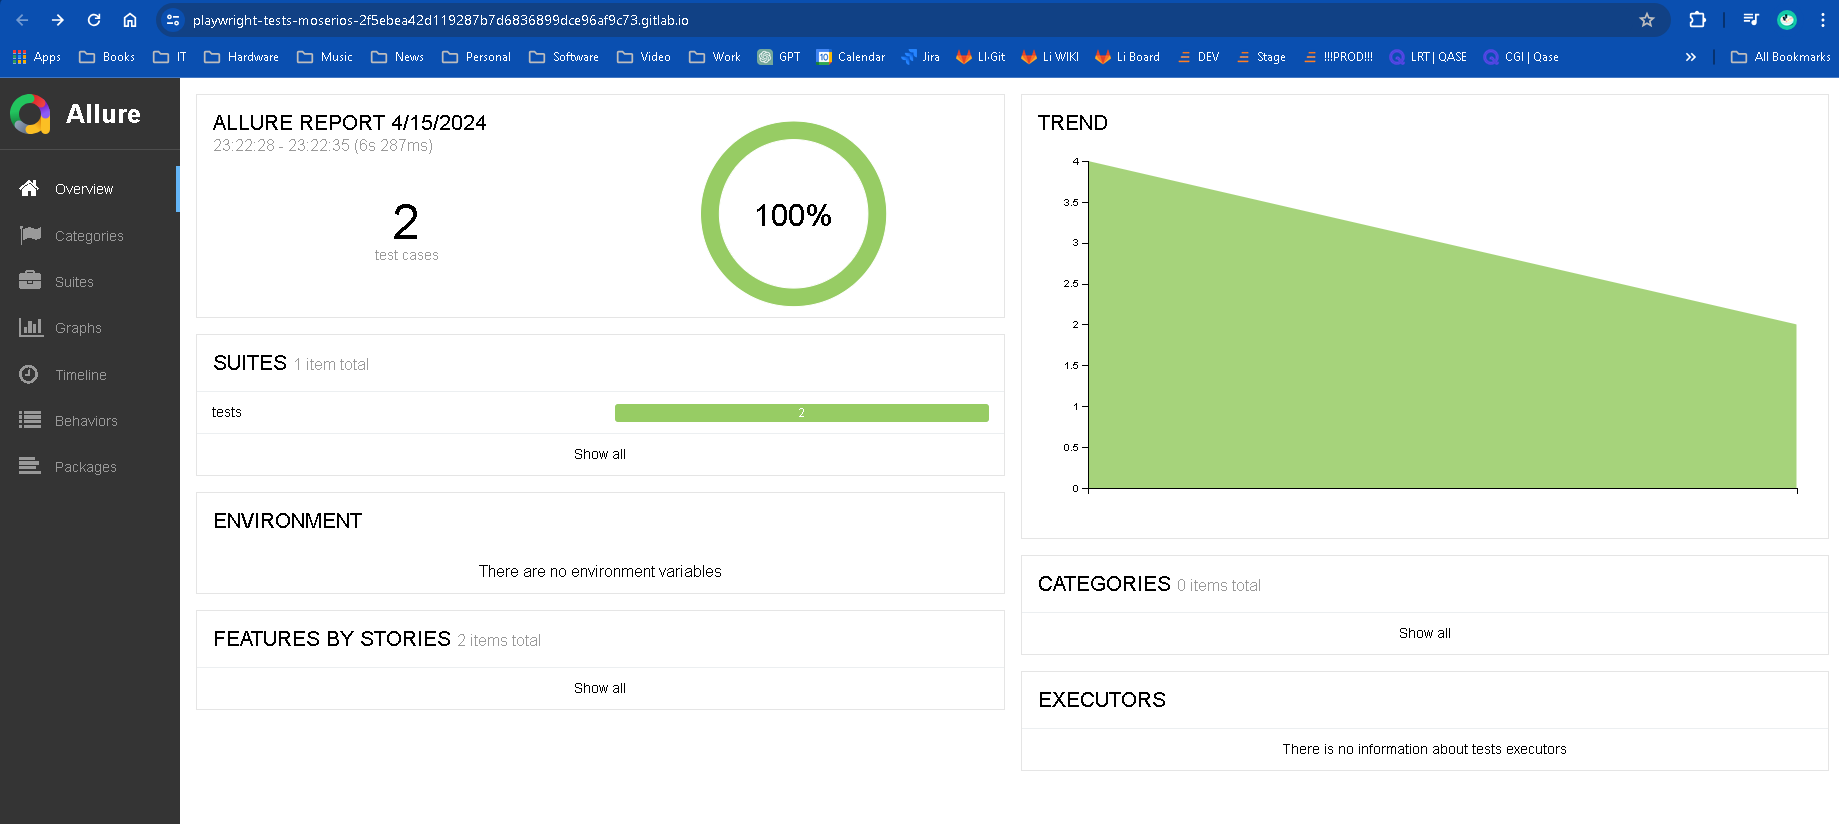 playwright-tests-moserios-2f5ebea42d119287b7d6836899dce96af9c73.gitlab.io
Apps Books IT Hardware Music News Personal Software Video Work GPT Calendar Jira LI-Git Li WIKI Li Board DEV Stage !!!PROD!!! LRT | QASE CGI | Qase » All Bookmarks
Allure
Overview
Categories
Suites
Graphs
Timeline
Behaviors
Packages
ALLURE REPORT 4/15/2024
23:22:28 - 23:22:35 (6s 287ms)
2
test cases
100%
SUITES 1 item total
tests 2
Show all
ENVIRONMENT
There are no environment variables
FEATURES BY STORIES 2 items total
Show all
TREND
4
3.5
3
2.5
2
1.5
1
0.5
0
CATEGORIES 0 items total
Show all
EXECUTORS
There is no information about tests executors